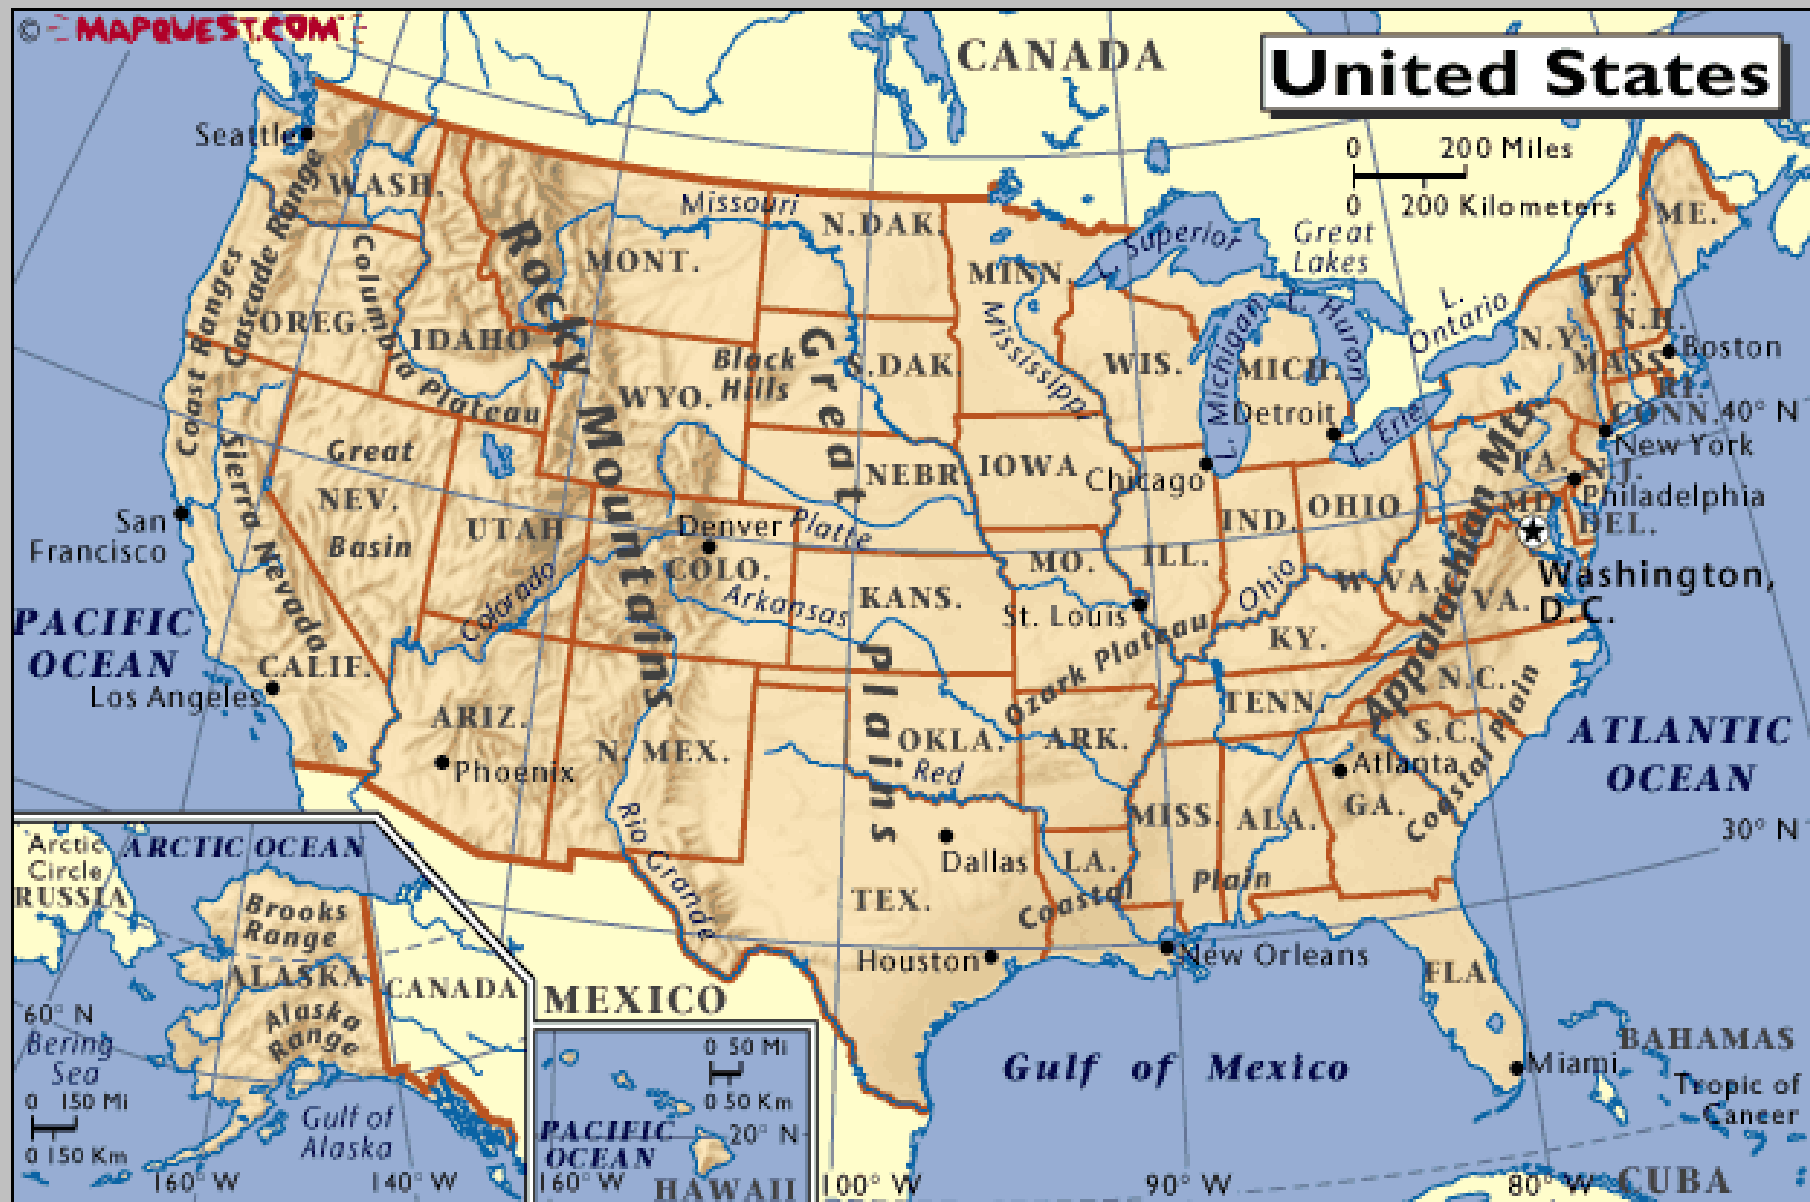 © MAPQUEST.COM
CANADA
United States
0 200 Miles
0 200 Kilometers
Seattle
WASH.
Cascade Range
Coast Ranges
Columbia Plateau
OREG.
IDAHO
Rocky Mountains
MONT.
Missouri
N.DAK.
MINN.
L. Superior
Great
Lakes
ME.
VT.
N.H.
L.
Ontario
N.Y.
MASS.
Boston
RI.
CONN.
40° N
New York
L. Huron
L. Michigan
MICH.
WIS.
Mississippi
S.DAK.
Black
Hills
WYO.
Great Plains
Detroit
L. Erie
PA.
N.J.
Philadelphia
MD.
DEL.
Washington,
D.C.
Appalachian Mts.
Great
Basin
NEV.
Sierra Nevada
UTAH
San
Francisco
Denver
Platte
NEBR.
IOWA
Chicago
IND.
OHIO
ILL.
MO.
COLO.
Colorado
Arkansas
KANS.
St. Louis
Ohio
W.VA.
VA.
KY.
Ozark Plateau
PACIFIC
OCEAN
CALIF.
Los Angeles
ARIZ.
Phoenix
N. MEX.
OKLA.
Red
ARK.
TENN.
N.C.
S.C.
Coastal Plain
ATLANTIC
OCEAN
Atlanta
GA.
ALA.
MISS.
LA.
Coastal Plain
Dallas
TEX.
Rio Grande
30° N
Houston
New Orleans
FLA.
MEXICO
Gulf of Mexico
Miami
BAHAMAS
Tropic of
Cancer
CUBA
100° W
90° W
80° W
Arctic
Circle
ARCTIC OCEAN
RUSSIA
Brooks
Range
ALASKA
CANADA
Alaska
Range
60° N
Bering
Sea
0 150 Mi
0 150 Km
Gulf of
Alaska
160° W
140° W
0 50 Mi
0 50 Km
PACIFIC
OCEAN
20° N
160° W
HAWAII